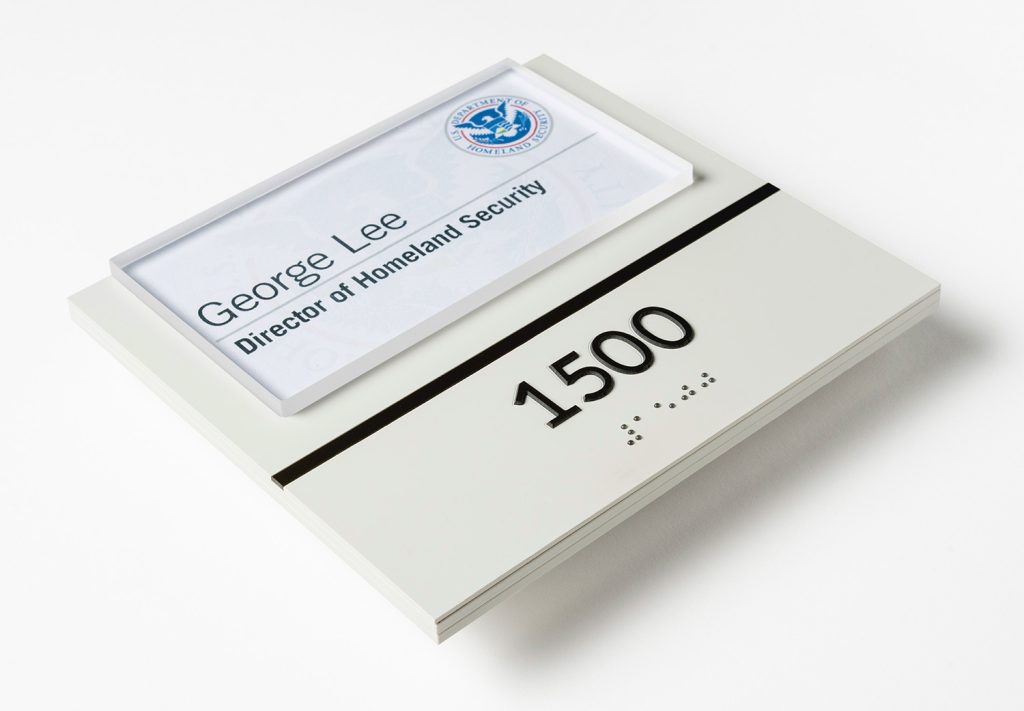 U.S. DEPARTMENT OF
HOMELAND SECURITY
George Lee
Director of Homeland Security
1500